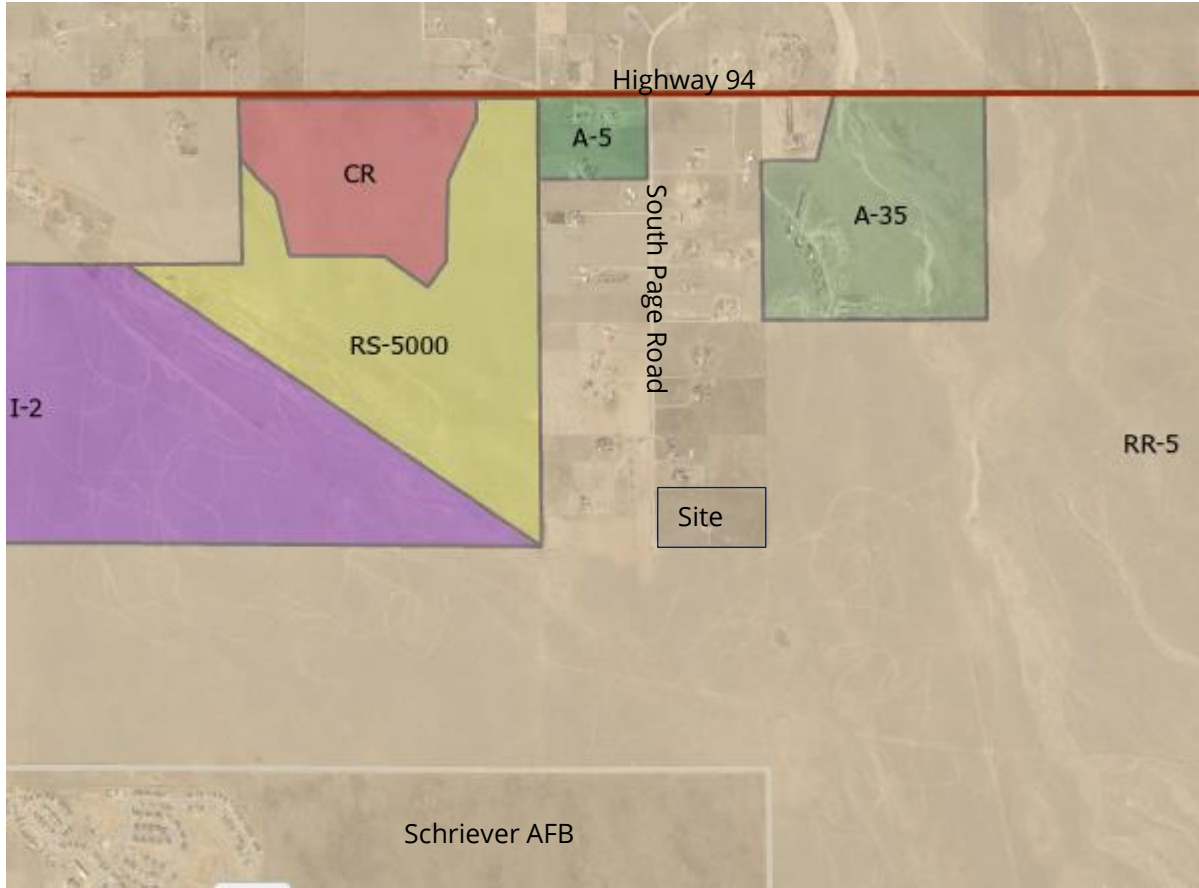 Highway 94
A-5
CR
South Page Road
A-35
RS-5000
I-2
RR-5
Site
Schriever AFB